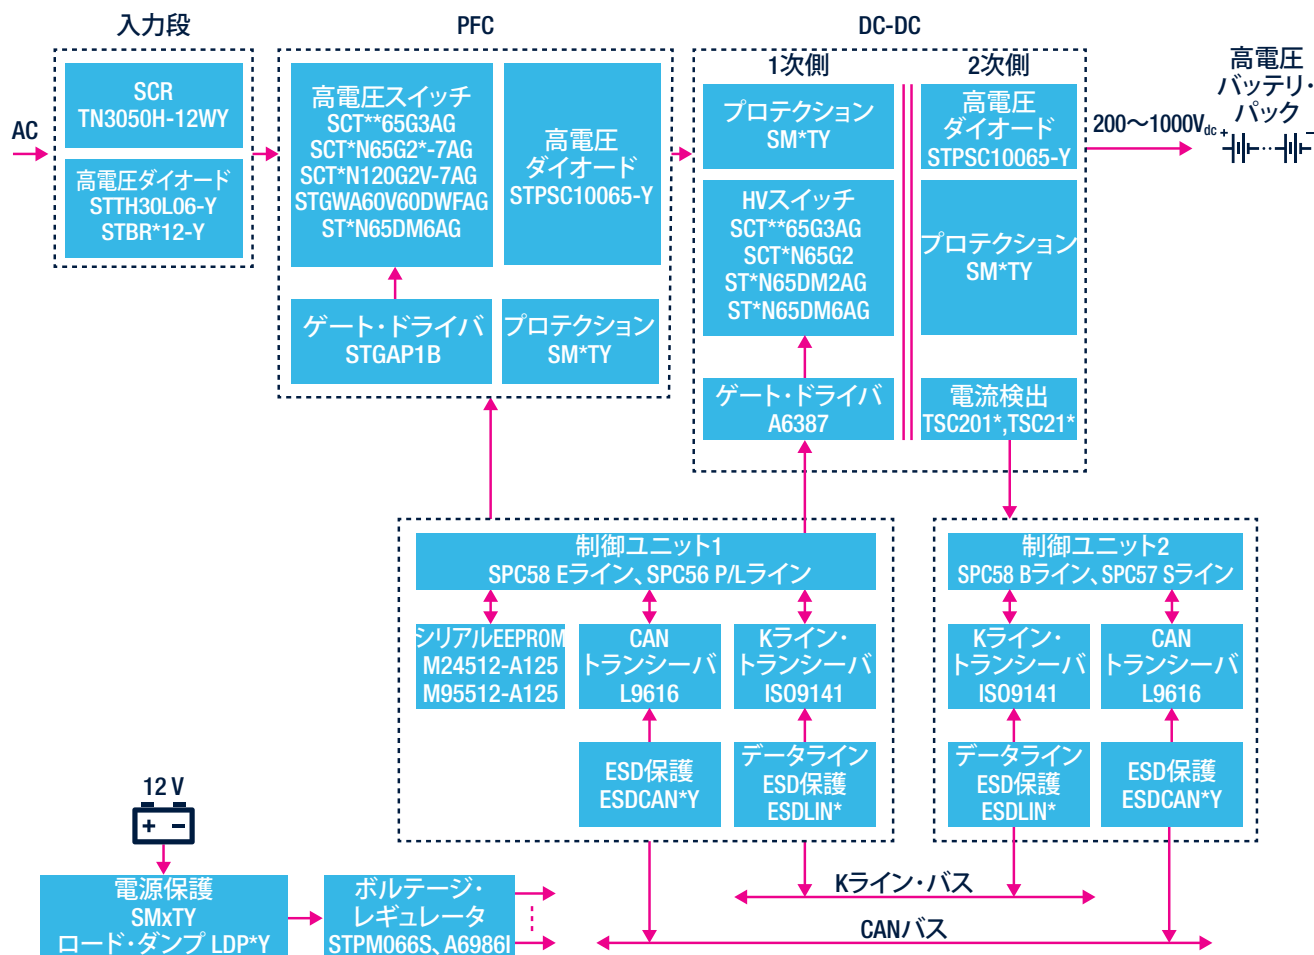 入力段
PFC
DC-DC
1次側
2次側
AC
SCR
TN3050H-12WY
高電圧ダイオード
STTH30L06-Y
STBR*12-Y
高電圧スイッチ
SCT**65G3AG
SCT*N65G2*-7AG
SCT*N120G2V-7AG
STGWA60V60DWFAG
ST*N65DM6AG
高電圧
ダイオード
STPSC10065-Y
ゲート・ドライバ
STGAP1B
プロテクション
SM*TY
プロテクション
SM*TY
HVスイッチ
SCT**65G3AG
SCT*N65G2
ST*N65DM2AG
ST*N65DM6AG
ゲート・ドライバ
A6387
高電圧
ダイオード
STPSC10065-Y
プロテクション
SM*TY
電流検出
TSC201*,TSC21*
200〜1000Vdc
高電圧
バッテリ・
パック
+ −
制御ユニット1
SPC58 Eライン、SPC56 P/Lライン
シリアルEEPROM
M24512-A125
M95512-A125
CAN
トランシーバ
L9616
Kライン・
トランシーバ
ISO9141
ESD保護
ESDCAN*Y
データライン
ESD保護
ESDLIN*
制御ユニット2
SPC58 Bライン、SPC57 Sライン
Kライン・
トランシーバ
ISO9141
CAN
トランシーバ
L9616
データライン
ESD保護
ESDLIN*
ESD保護
ESDCAN*Y
12 V
+ −
電源保護
SMxTY
ロード・ダンプ LDP*Y
ボルテージ・
レギュレータ
STPM066S、A6986I
Kライン・バス
CANバス